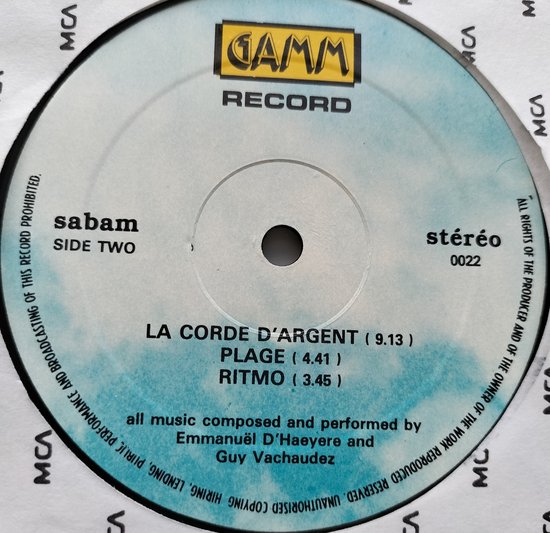 GAMM
RECORD
sabam
SIDE TWO
stéréo
0022
LA CORDE D'ARGENT ( 9.13 )
PLAGE ( 4.41 )
RITMO ( 3.45 )
all music composed and performed by
Emmanuël D'Haeyere and
Guy Vachaudez
ALL RIGHTS OF THE PRODUCER AND OF THE OWNER OF THE WORK REPRODUCED RESERVED. UNAUTHORISED COPYING HIRING, LENDING, PUBLIC PERFORMANCE AND BROADCASTING OF THIS RECORD PROHIBITED.
MCA
MCA
MCA
MCA
MCA
MCA
MCA